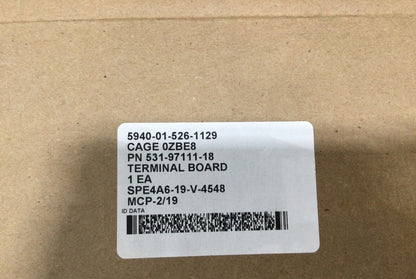 5940-01-526-1129
CAGE 0ZBE8
PN 531-97111-18
TERMINAL BOARD
1 EA
SPE4A6-19-V-4548
MCP-2/19
ID DATA